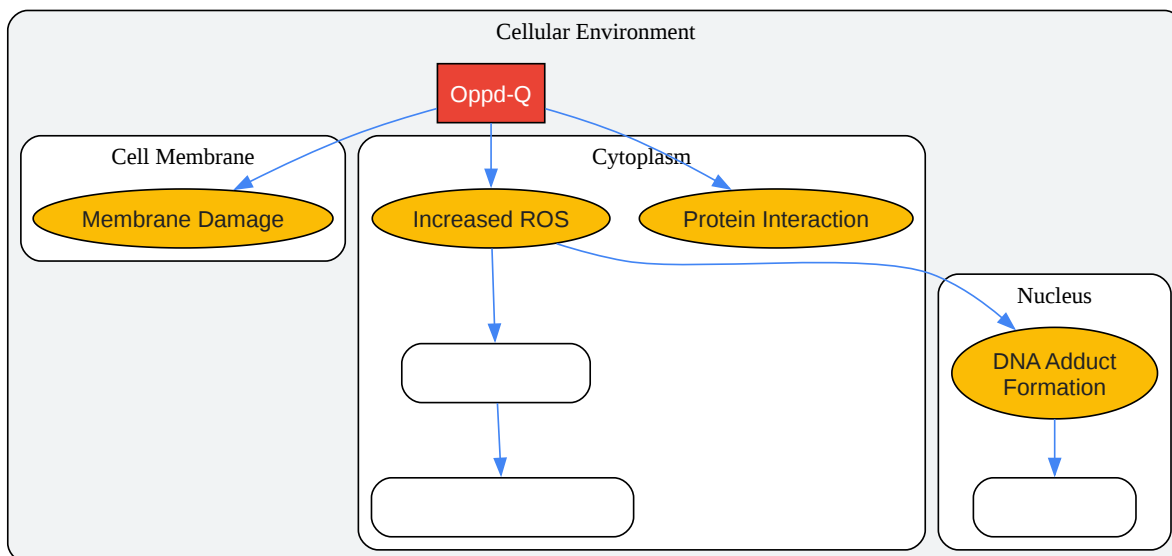 Cellular Environment
Oppd-Q
Cell Membrane
Cytoplasm
Membrane Damage
Increased ROS
Protein Interaction
Nucleus
DNA Adduct
Formation